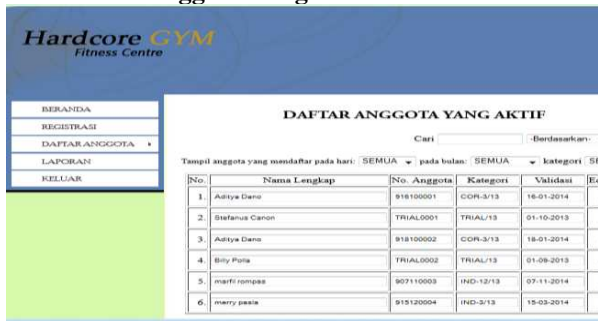 Hardcore GYM
Fitness Centre
BERANDA
REGISTRASI
DAFTAR ANGGOTA
LAPORAN
KELUAR
DAFTAR ANGGOTA YANG AKTIF
Cari -Berdasarkan-
Tampil anggota yang mendaftar pada hari: SEMUA pada bulan: SEMUA kategori
No. Nama Lengkap No. Anggota Kategori Validasi
1. Aditya Dano 916100001 COR-3/13 16-01-2014
2. Stefanus Canon TRIAL0001 TRIAL/13 01-10-2013
3. Aditya Dano 918100002 COR-3/13 18-01-2014
4. Billy TRIAL0002 TRIAL/13 01-09-2013
5. marfil rompas 907110003 IND-12/13 07-11-2014
6. merry 915120004 IND-3/13 15-03-2014